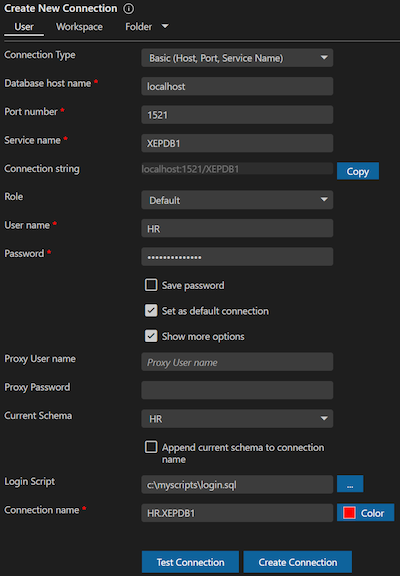 Create New Connection
User Workspace Folder
Connection Type Basic (Host, Port, Service Name)
Database host name * localhost
Port number * 1521
Service name * XEPDB1
Connection string localhost:1521/XEPDB1 Copy
Role Default
User name * HR
Password * ••••••••••••••
Save password
Set as default connection
Show more options
Proxy User name Proxy User name
Proxy Password
Current Schema HR
Append current schema to connection
name
Login Script c:\myscripts\login.sql ...
Connection name * HR.XEPDB1 Color
Test Connection Create Connection